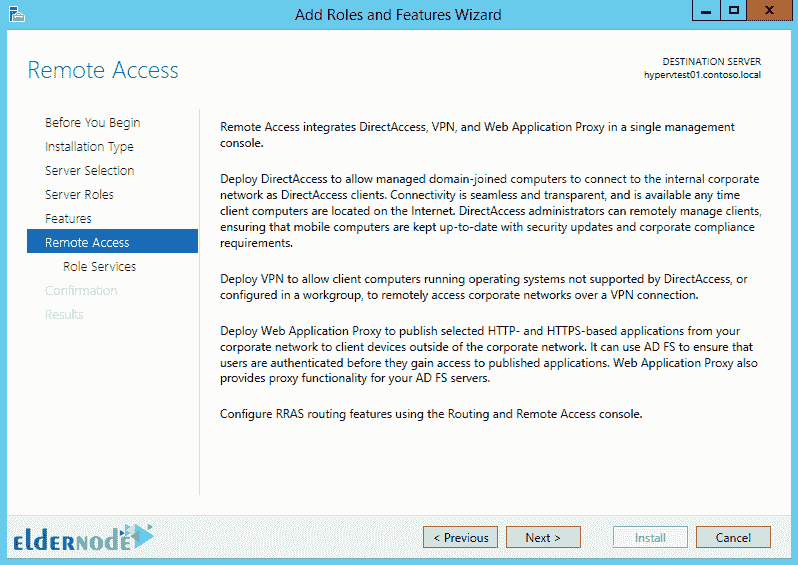 Add Roles and Features Wizard
Remote Access
DESTINATION SERVER
hypervtest01.contoso.local
Before You Begin
Installation Type
Server Selection
Server Roles
Features
Remote Access
Role Services
Confirmation
Results
Remote Access integrates DirectAccess, VPN, and Web Application Proxy in a single management
console.
Deploy DirectAccess to allow managed domain-joined computers to connect to the internal corporate
network as DirectAccess clients. Connectivity is seamless and transparent, and is available any time
client computers are located on the Internet. DirectAccess administrators can remotely manage clients,
ensuring that mobile computers are kept up-to-date with security updates and corporate compliance
requirements.
Deploy VPN to allow client computers running operating systems not supported by DirectAccess, or
configured in a workgroup, to remotely access corporate networks over a VPN connection.
Deploy Web Application Proxy to publish selected HTTP- and HTTPS-based applications from your
corporate network to client devices outside of the corporate network. It can use AD FS to ensure that
users are authenticated before they gain access to published applications. Web Application Proxy also
provides proxy functionality for your AD FS servers.
Configure RRAS routing features using the Routing and Remote Access console.
elderNode
< Previous
Next >
Install
Cancel